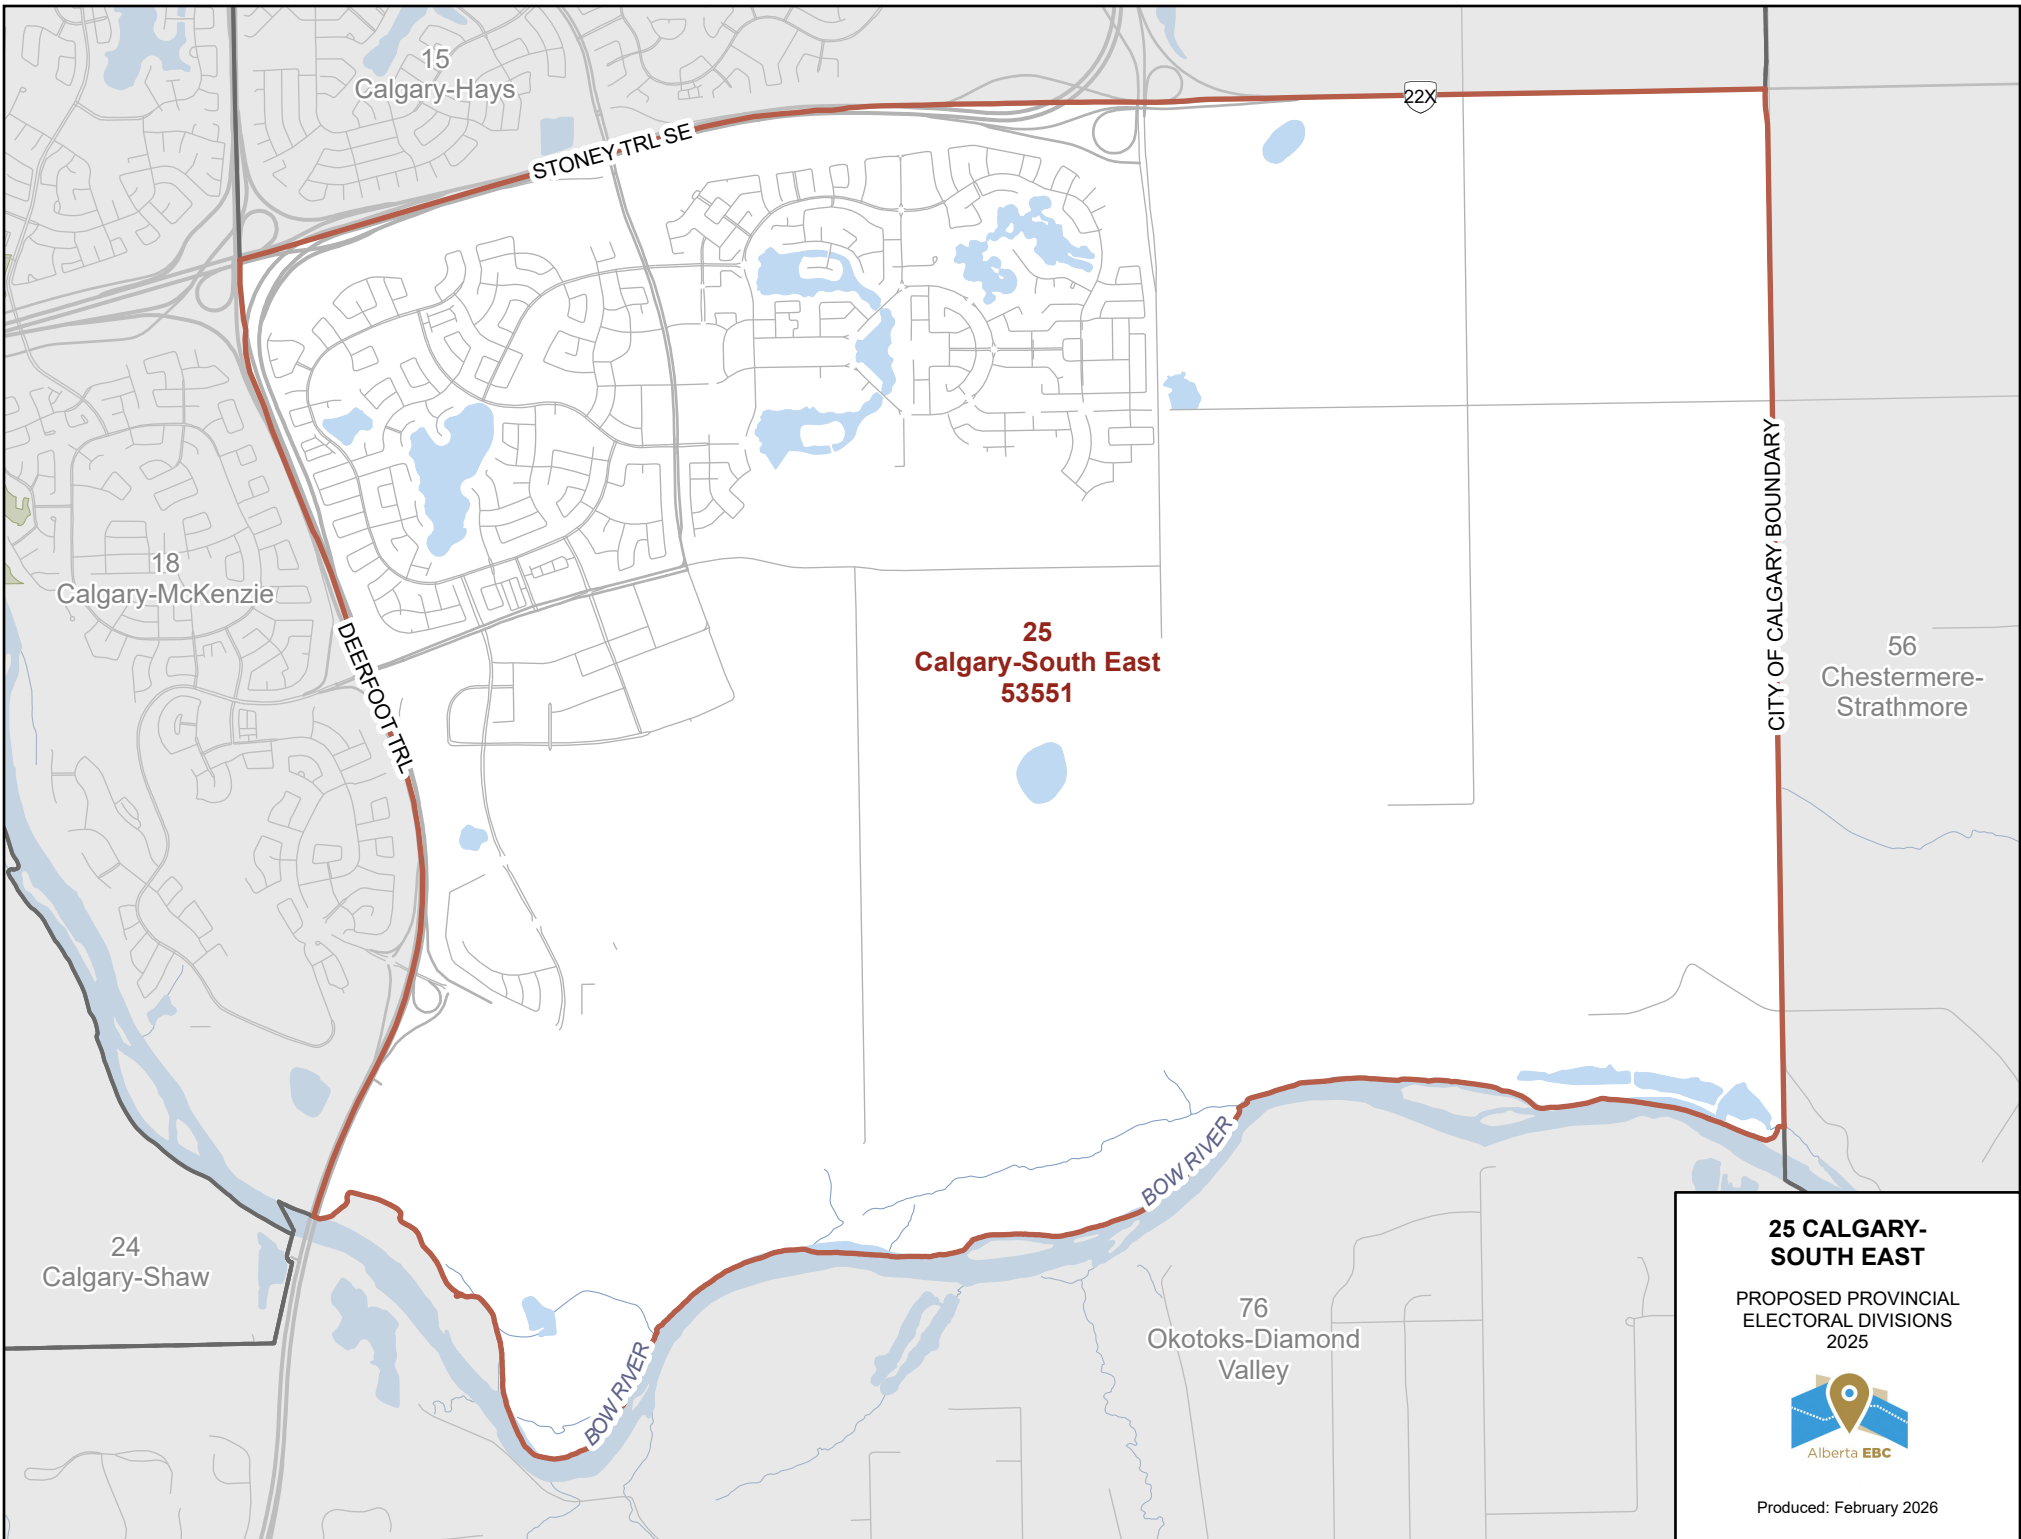 15
Calgary-Hays
22X
STONEY TRL SE
18
Calgary-McKenzie
DEERFOOT TRL
25
Calgary-South East
53551
CITY OF CALGARY BOUNDARY
56
Chestermere-
Strathmore
BOW RIVER
BOW RIVER
24
Calgary-Shaw
76
Okotoks-Diamond
Valley
25 CALGARY-
SOUTH EAST
PROPOSED PROVINCIAL
ELECTORAL DIVISIONS
2025
Alberta EBC
Produced: February 2026